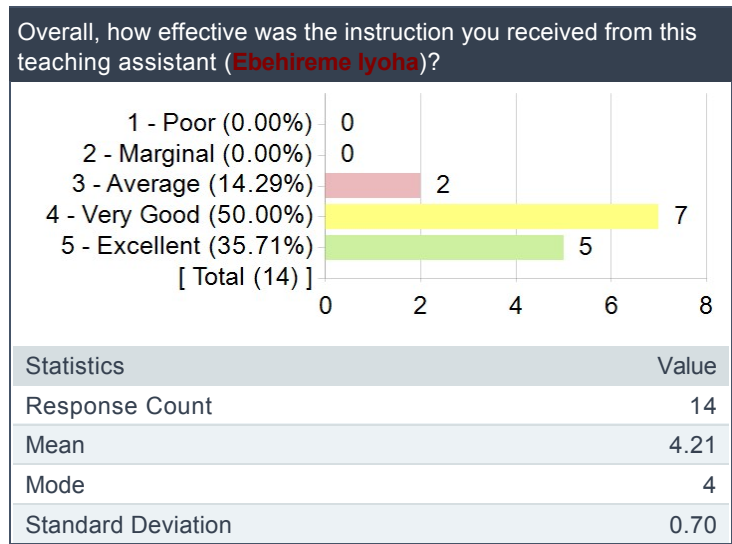 Overall, how effective was the instruction you received from this
teaching assistant (Ebehireme Iyoha)?
1 - Poor (0.00%) 0
2 - Marginal (0.00%) 0
3 - Average (14.29%) 2
4 - Very Good (50.00%) 7
5 - Excellent (35.71%) 5
[ Total (14) ]
0 2 4 6 8
Statistics Value
Response Count 14
Mean 4.21
Mode 4
Standard Deviation 0.70